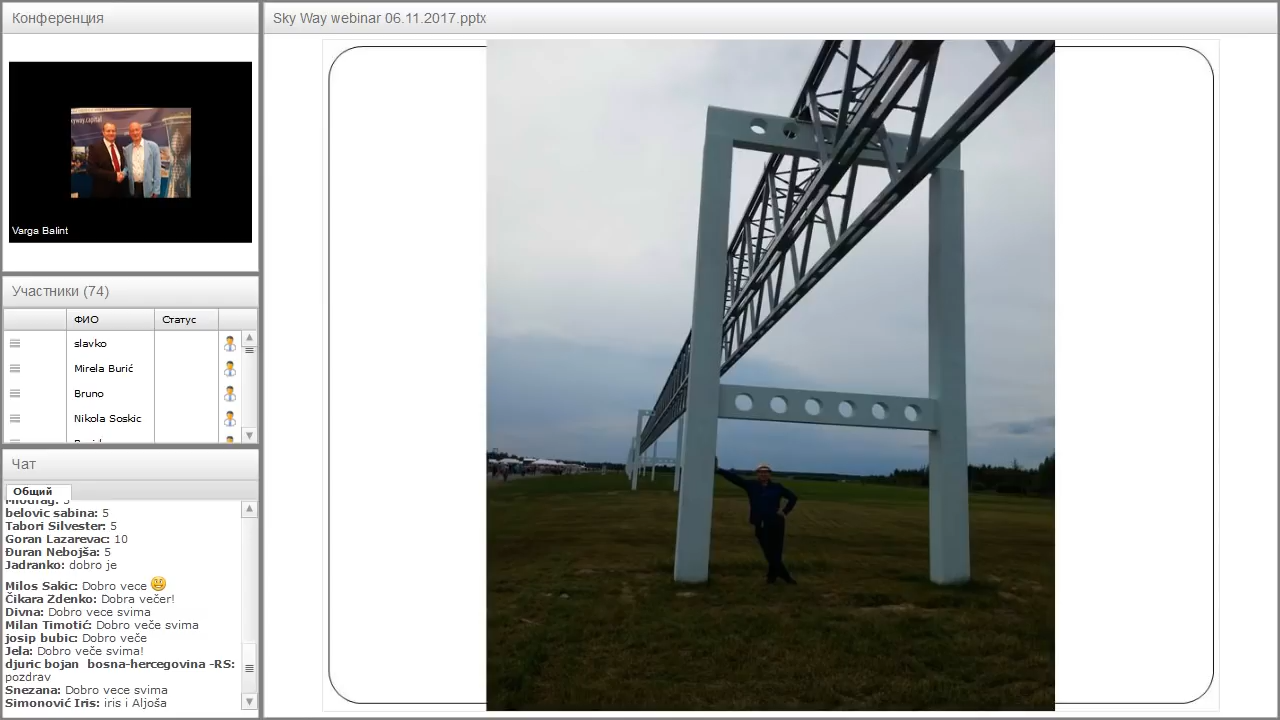 Конференция
Sky Way webinar 06.11.2017.pptx
Varga Balint
Участники (74)
ФИО
Статус
slavko
Mirela Burić
Bruno
Nikola Soskic
Чат
Общий
Miodrag: 5
belovic sabina: 5
Tabori Silvester: 5
Goran Lazarevac: 10
Đuran Nebojša: 5
Jadranko: dobro je
Milos Sakic: Dobro vece
Čikara Zdenko: Dobra večer!
Divna: Dobro vece svima
Milan Timotić: Dobro veče svima
josip bubic: Dobro veče
Jela: Dobro veče svima!
djuric bojan bosna-hercegovina -RS:
pozdrav
Snezana: Dobro vece svima
Simonović Iris: iris i Aljoša